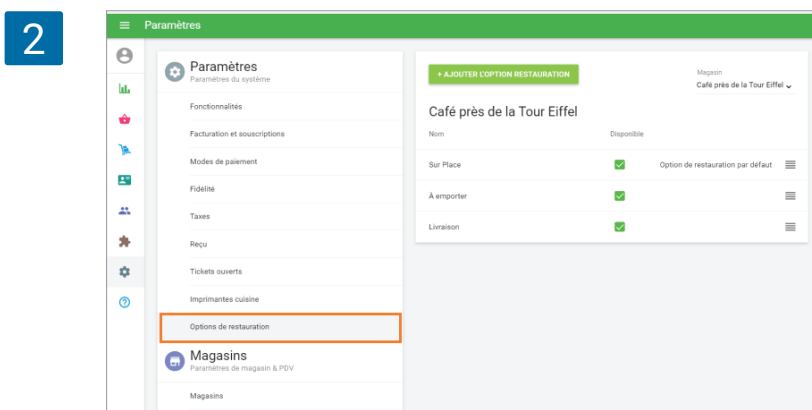 2
Paramètres
Paramètres
Paramètres du système
Fonctionnalités
Facturation et souscriptions
Modes de paiement
Fidélité
Taxes
Reçu
Tickets ouverts
Imprimantes cuisine
Options de restauration
Magasins
Paramètres de magasin & PDV
Magasins
+ AJOUTER L'OPTION RESTAURATION
Magasin
Café près de la Tour Eiffel
Café près de la Tour Eiffel
Nom Disponible
Sur Place Option de restauration par défaut
À emporter
Livraison